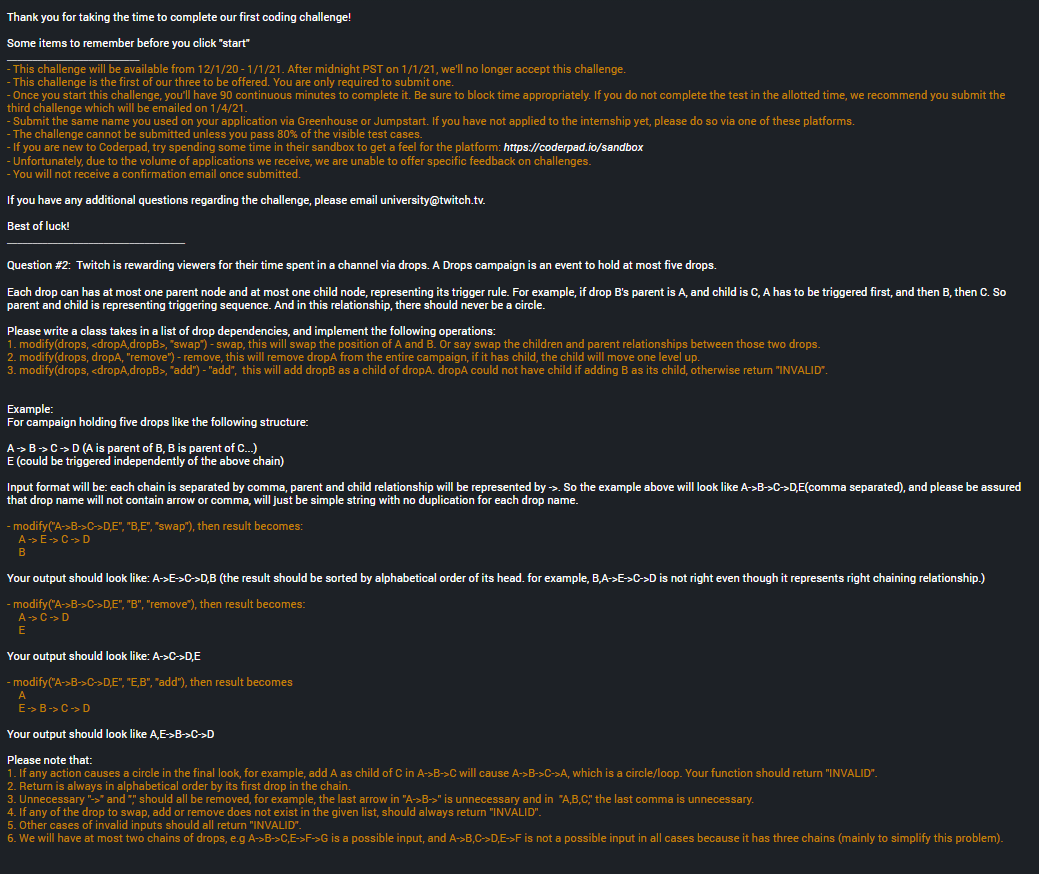 Thank you for taking the time to complete our first coding challenge!
Some items to remember before you click "start"
- This challenge will be available from 12/1/20 - 1/1/21. After midnight PST on 1/1/21, we'll no longer accept this challenge.
- This challenge is the first of our three to be offered. You are only required to submit one.
- Once you start this challenge, you'll have 90 continuous minutes to complete it. Be sure to block time appropriately. If you do not complete the test in the allotted time, we recommend you submit the
third challenge which will be emailed on 1/4/21.
- Submit the same name you used on your application via Greenhouse or Jumpstart. If you have not applied to the internship yet, please do so via one of these platforms.
- The challenge cannot be submitted unless you pass 80% of the visible test cases.
- If you are new to Coderpad, try spending some time in their sandbox to get a feel for the platform: https://coderpad.io/sandbox
- Unfortunately, due to the volume of applications we receive, we are unable to offer specific feedback on challenges.
- You will not receive a confirmation email once submitted.
If you have any additional questions regarding the challenge, please email university@twitch.tv.
Best of luck!
Question #2: Twitch is rewarding viewers for their time spent in a channel via drops. A Drops campaign is an event to hold at most five drops.
Each drop can has at most one parent node and at most one child node, representing its trigger rule. For example, if drop B's parent is A, and child is C, A has to be triggered first, and then B, then C. So
parent and child is representing triggering sequence. And in this relationship, there should never be a circle.
Please write a class takes in a list of drop dependencies, and implement the following operations:
1. modify(drops, <dropA,dropB>, "swap") - swap, this will swap the position of A and B. Or say swap the children and parent relationships between those two drops.
2. modify(drops, dropA, "remove") - remove, this will remove dropA from the entire campaign, if it has child, the child will move one level up.
3. modify(drops, <dropA,dropB>, "add") - "add", this will add dropB as a child of dropA. dropA could not have child if adding B as its child, otherwise return "INVALID".
Example:
For campaign holding five drops like the following structure:
A -> B -> C -> D (A is parent of B, B is parent of C...)
E (could be triggered independently of the above chain)
Input format will be: each chain is separated by comma, parent and child relationship will be represented by ->. So the example above will look like A->B->C->D,E(comma separated), and please be assured
that drop name will not contain arrow or comma, will just be simple string with no duplication for each drop name.
- modify("A->B->C->D,E", "B,E", "swap"), then result becomes:
A -> E -> C -> D
B
Your output should look like: A->E->C->D,B (the result should be sorted by alphabetical order of its head. for example, B,A->E->C->D is not right even though it represents right chaining relationship.)
- modify("A->B->C->D,E", "B", "remove"), then result becomes:
A -> C -> D
E
Your output should look like: A->C->D,E
- modify("A->B->C->D,E", "E,B", "add"), then result becomes
A
E -> B -> C -> D
Your output should look like A,E->B->C->D
Please note that:
1. If any action causes a circle in the final look, for example, add A as child of C in A->B->C will cause A->B->C->A, which is a circle/loop. Your function should return "INVALID".
2. Return is always in alphabetical order by its first drop in the chain.
3. Unnecessary "->" and "," should all be removed, for example, the last arrow in "A->B->" is unnecessary and in "A,B,C," the last comma is unnecessary.
4. If any of the drop to swap, add or remove does not exist in the given list, should always return "INVALID".
5. Other cases of invalid inputs should all return "INVALID".
6. We will have at most two chains of drops, e.g A->B->C,E->F->G is a possible input, and A->B,C->D,E->F is not a possible input in all cases because it has three chains (mainly to simplify this problem).